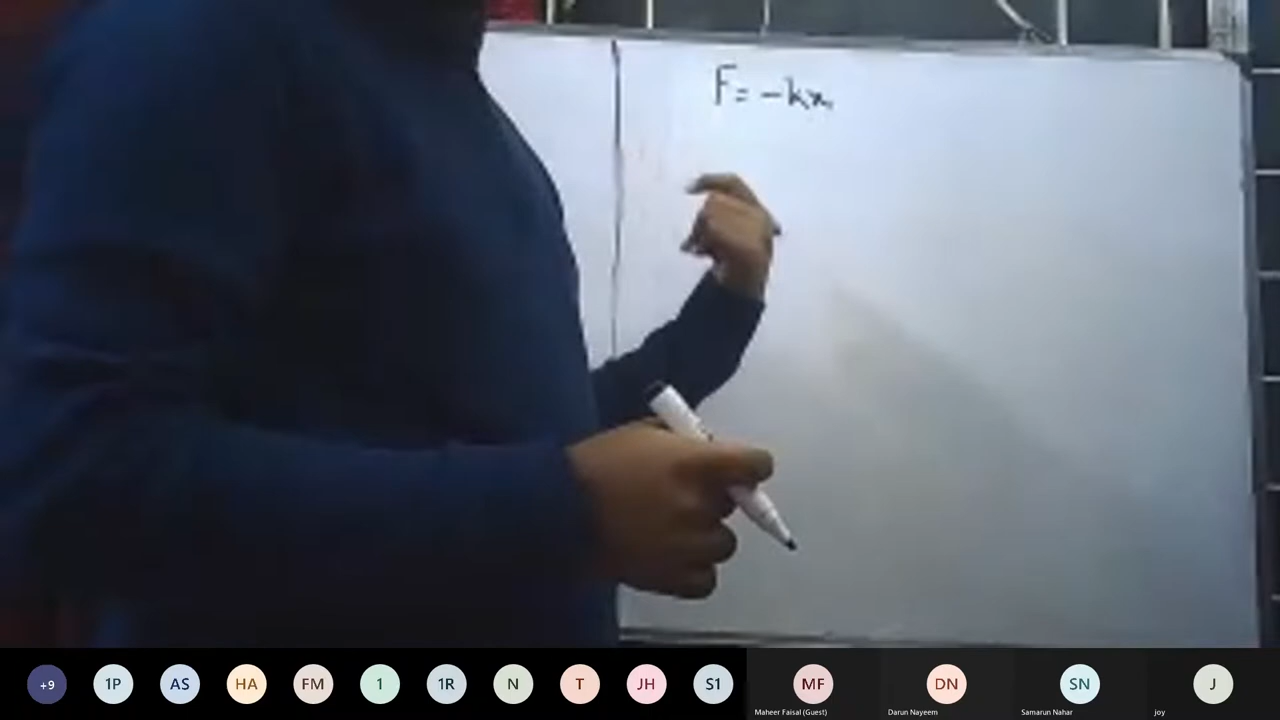 F = -kx
+9 1P AS HA FM 1 1R N T JH S1 MF DN SN J
Maheer Faisal (Guest) Darun Nayeem Samarun Nahar joy